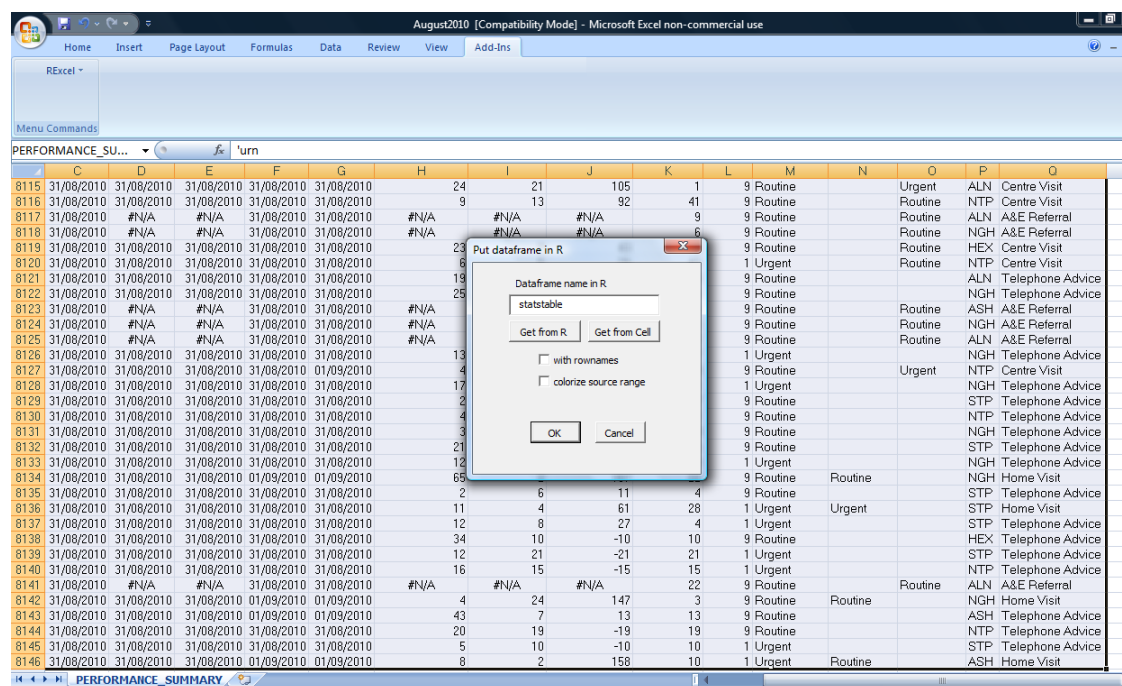 August2010 [Compatibility Mode] - Microsoft Excel non-commercial use
Home Insert Page Layout Formulas Data Review View Add-Ins
RExcel
Menu Commands
PERFORMANCE_SU... fx 'urn
C D E F G H I J K L M N O P Q
8115 31/08/2010 31/08/2010 31/08/2010 31/08/2010 31/08/2010 24 21 105 1 9 Routine Urgent ALN Centre Visit
8116 31/08/2010 31/08/2010 31/08/2010 31/08/2010 31/08/2010 9 13 92 41 9 Routine Routine NTP Centre Visit
8117 31/08/2010 #N/A #N/A 31/08/2010 31/08/2010 #N/A #N/A #N/A 9 9 Routine Routine ALN A&E Referral
8118 31/08/2010 #N/A #N/A 31/08/2010 31/08/2010 #N/A #N/A #N/A 6 9 Routine Routine NGH A&E Referral
8119 31/08/2010 31/08/2010 31/08/2010 31/08/2010 31/08/2010 23 9 Routine Routine HEX Centre Visit
8120 31/08/2010 31/08/2010 31/08/2010 31/08/2010 31/08/2010 6 1 Urgent Routine NTP Centre Visit
8121 31/08/2010 31/08/2010 31/08/2010 31/08/2010 31/08/2010 19 9 Routine ALN Telephone Advice
8122 31/08/2010 31/08/2010 31/08/2010 31/08/2010 31/08/2010 25 9 Routine NGH Telephone Advice
8123 31/08/2010 #N/A #N/A 31/08/2010 31/08/2010 #N/A 9 Routine Routine ASH A&E Referral
8124 31/08/2010 #N/A #N/A 31/08/2010 31/08/2010 #N/A 9 Routine Routine NGH A&E Referral
8125 31/08/2010 #N/A #N/A 31/08/2010 31/08/2010 #N/A 9 Routine Routine ALN A&E Referral
8126 31/08/2010 31/08/2010 31/08/2010 31/08/2010 31/08/2010 13 1 Urgent NGH Telephone Advice
8127 31/08/2010 31/08/2010 31/08/2010 31/08/2010 01/09/2010 4 9 Routine Urgent NTP Centre Visit
8128 31/08/2010 31/08/2010 31/08/2010 31/08/2010 31/08/2010 17 1 Urgent NGH Telephone Advice
8129 31/08/2010 31/08/2010 31/08/2010 31/08/2010 31/08/2010 2 9 Routine STP Telephone Advice
8130 31/08/2010 31/08/2010 31/08/2010 31/08/2010 31/08/2010 4 9 Routine NTP Telephone Advice
8131 31/08/2010 31/08/2010 31/08/2010 31/08/2010 31/08/2010 3 9 Routine NGH Telephone Advice
8132 31/08/2010 31/08/2010 31/08/2010 31/08/2010 31/08/2010 21 9 Routine STP Telephone Advice
8133 31/08/2010 31/08/2010 31/08/2010 31/08/2010 31/08/2010 12 1 Urgent NGH Telephone Advice
8134 31/08/2010 31/08/2010 31/08/2010 01/09/2010 01/09/2010 65 9 Routine Routine NGH Home Visit
8135 31/08/2010 31/08/2010 31/08/2010 31/08/2010 31/08/2010 2 6 11 4 9 Routine STP Telephone Advice
8136 31/08/2010 31/08/2010 31/08/2010 31/08/2010 31/08/2010 11 4 61 28 1 Urgent Urgent STP Home Visit
8137 31/08/2010 31/08/2010 31/08/2010 31/08/2010 31/08/2010 12 8 27 4 1 Urgent STP Telephone Advice
8138 31/08/2010 31/08/2010 31/08/2010 31/08/2010 31/08/2010 34 10 -10 10 9 Routine HEX Telephone Advice
8139 31/08/2010 31/08/2010 31/08/2010 31/08/2010 31/08/2010 12 21 -21 21 1 Urgent STP Telephone Advice
8140 31/08/2010 31/08/2010 31/08/2010 31/08/2010 31/08/2010 16 15 -15 15 1 Urgent NTP Telephone Advice
8141 31/08/2010 #N/A #N/A 31/08/2010 31/08/2010 #N/A #N/A #N/A 22 9 Routine Routine ALN A&E Referral
8142 31/08/2010 31/08/2010 31/08/2010 01/09/2010 01/09/2010 4 24 147 3 9 Routine Routine NGH Home Visit
8143 31/08/2010 31/08/2010 31/08/2010 01/09/2010 01/09/2010 43 7 13 13 9 Routine ASH Telephone Advice
8144 31/08/2010 31/08/2010 31/08/2010 31/08/2010 31/08/2010 20 19 -19 19 9 Routine NTP Telephone Advice
8145 31/08/2010 31/08/2010 31/08/2010 31/08/2010 31/08/2010 5 10 -10 10 1 Urgent STP Telephone Advice
8146 31/08/2010 31/08/2010 31/08/2010 01/09/2010 01/09/2010 8 2 158 10 1 Urgent Routine ASH Home Visit
PERFORMANCE_SUMMARY
Put dataframe in R
Dataframe name in R
statstable
Get from R Get from Cell
with rownames
colorize source range
OK Cancel